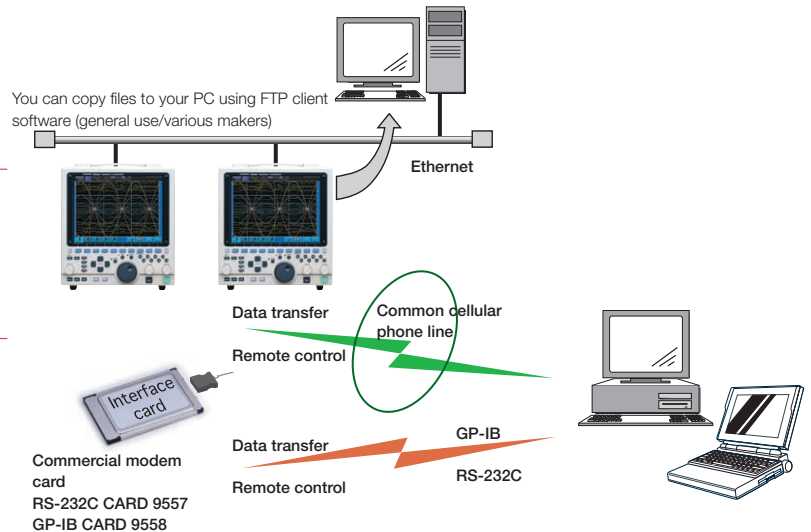 You can copy files to your PC using FTP client
software (general use/various makers)
Ethernet
Data transfer
Common cellular
phone line
Remote control
Interface
card
Commercial modem
card
RS-232C CARD 9557
GP-IB CARD 9558
Data transfer
GP-IB
Remote control
RS-232C